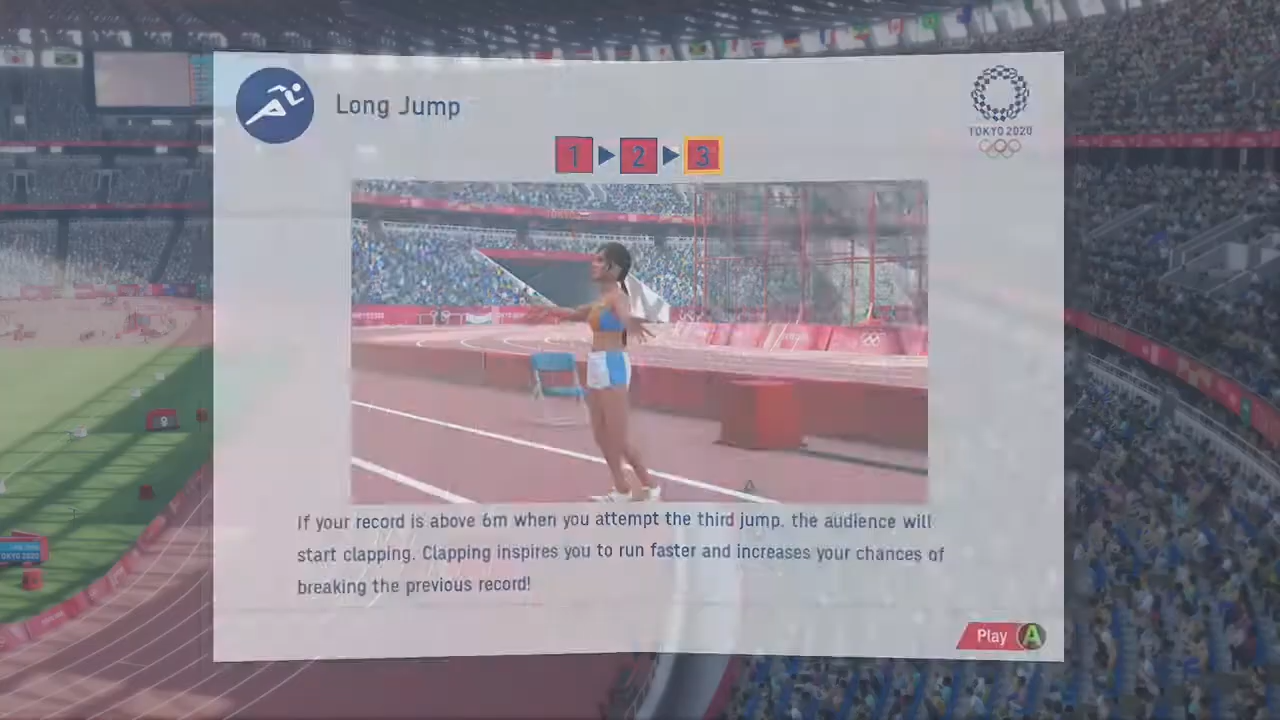 Long Jump
TOKYO 2020
1 2 3
If your record is above 6m when you attempt the third jump, the audience will
start clapping. Clapping inspires you to run faster and increases your chances of
breaking the previous record!
TOKYO 2020
Play A